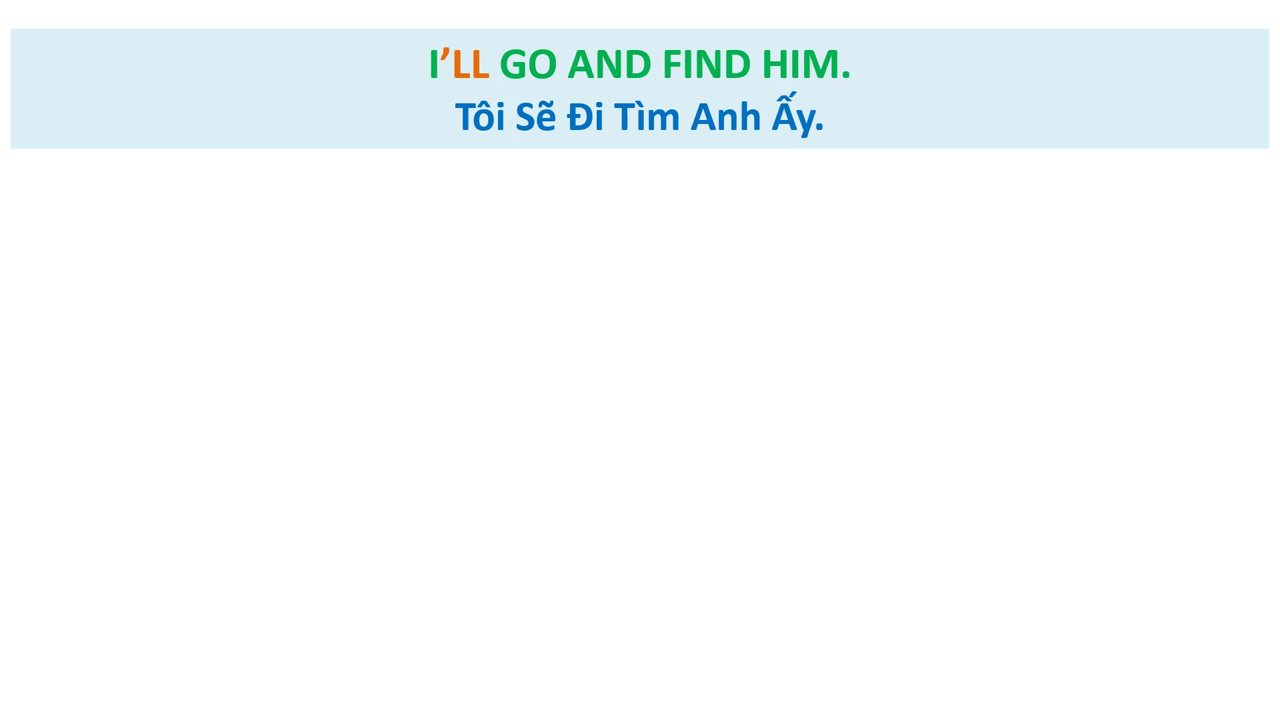 I’LL GO AND FIND HIM.
Tôi Sẽ Đi Tìm Anh Ấy.